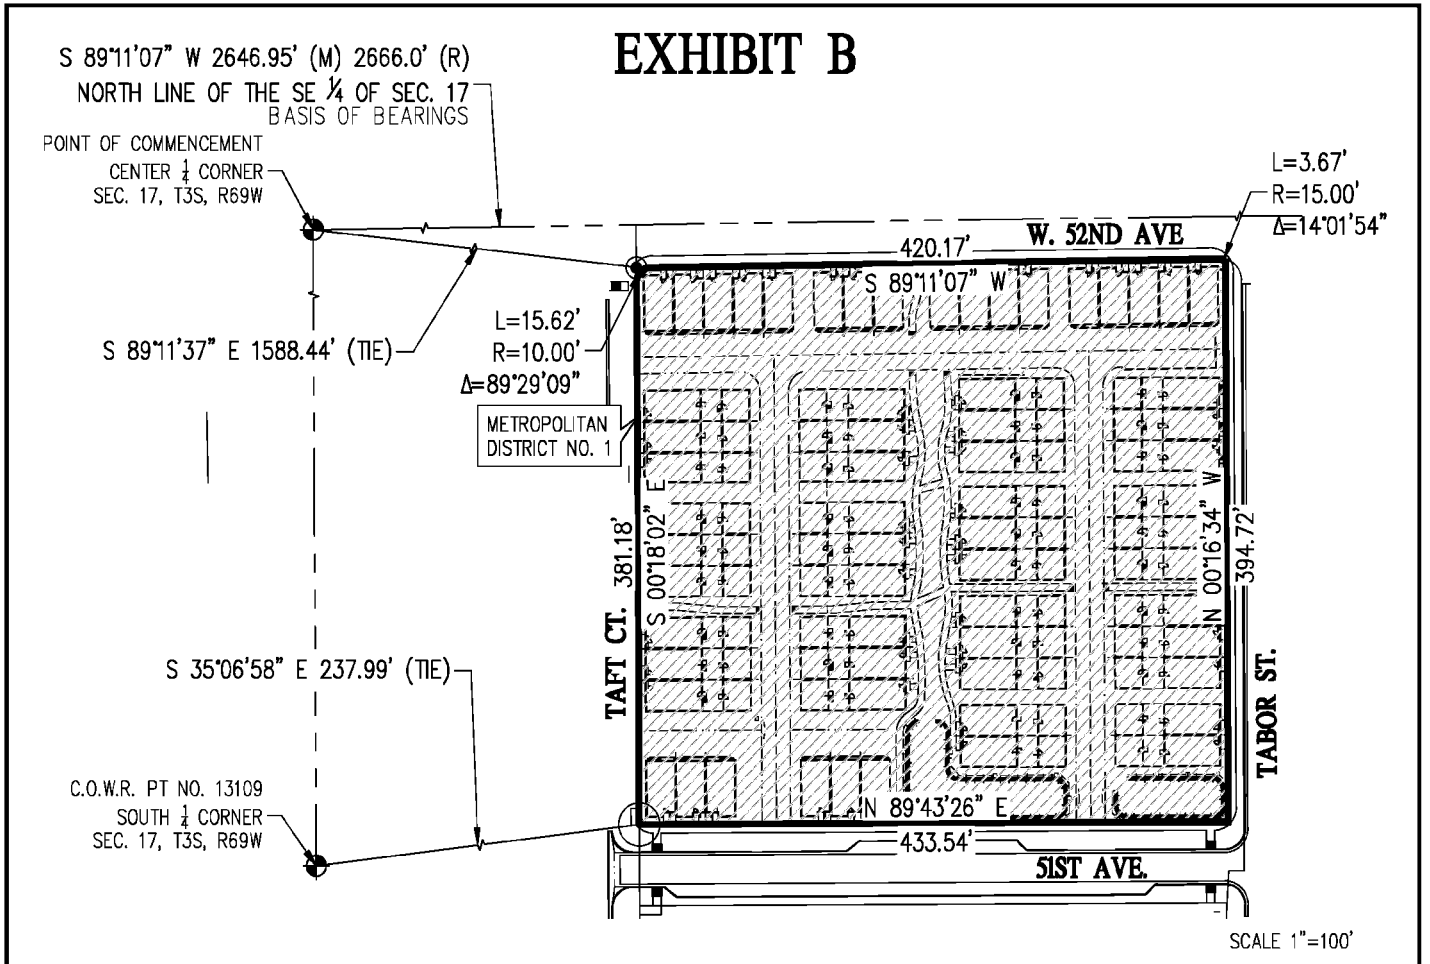 EXHIBIT B
S 89°11'07" W 2646.95' (M) 2666.0' (R)
NORTH LINE OF THE SE 1/4 OF SEC. 17
BASIS OF BEARINGS
POINT OF COMMENCEMENT
CENTER 1/4 CORNER
SEC. 17, T3S, R69W
L=3.67'
R=15.00'
Δ=14°01'54"
W. 52ND AVE
420.17'
S 89°11'07" W
L=15.62'
R=10.00'
Δ=89°29'09"
S 89°11'37" E 1588.44' (TIE)
METROPOLITAN
DISTRICT NO. 1
381.18'
S 00°18'02" E
N 00°16'34" W
394.72'
TAFT CT.
TABOR ST.
S 35°06'58" E 237.99' (TIE)
C.O.W.R. PT NO. 13109
SOUTH 1/4 CORNER
SEC. 17, T3S, R69W
N 89°43'26" E
433.54'
51ST AVE.
SCALE 1"=100'